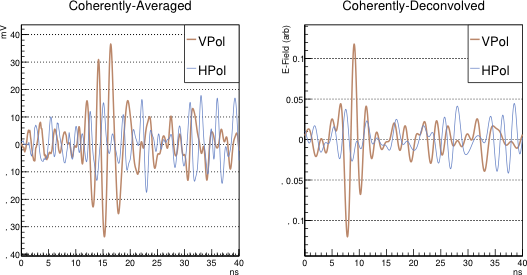 Coherently-Averaged
Coherently-Deconvolved
mV
40
30
20
10
0
. 10
. 20
. 30
. 40
0 5 10 15 20 25 30 35 40
ns
VPol
HPol
E-Field (arb)
0.1
0.05
0
. 0.05
. 0.1
0 5 10 15 20 25 30 35 40
ns
VPol
HPol